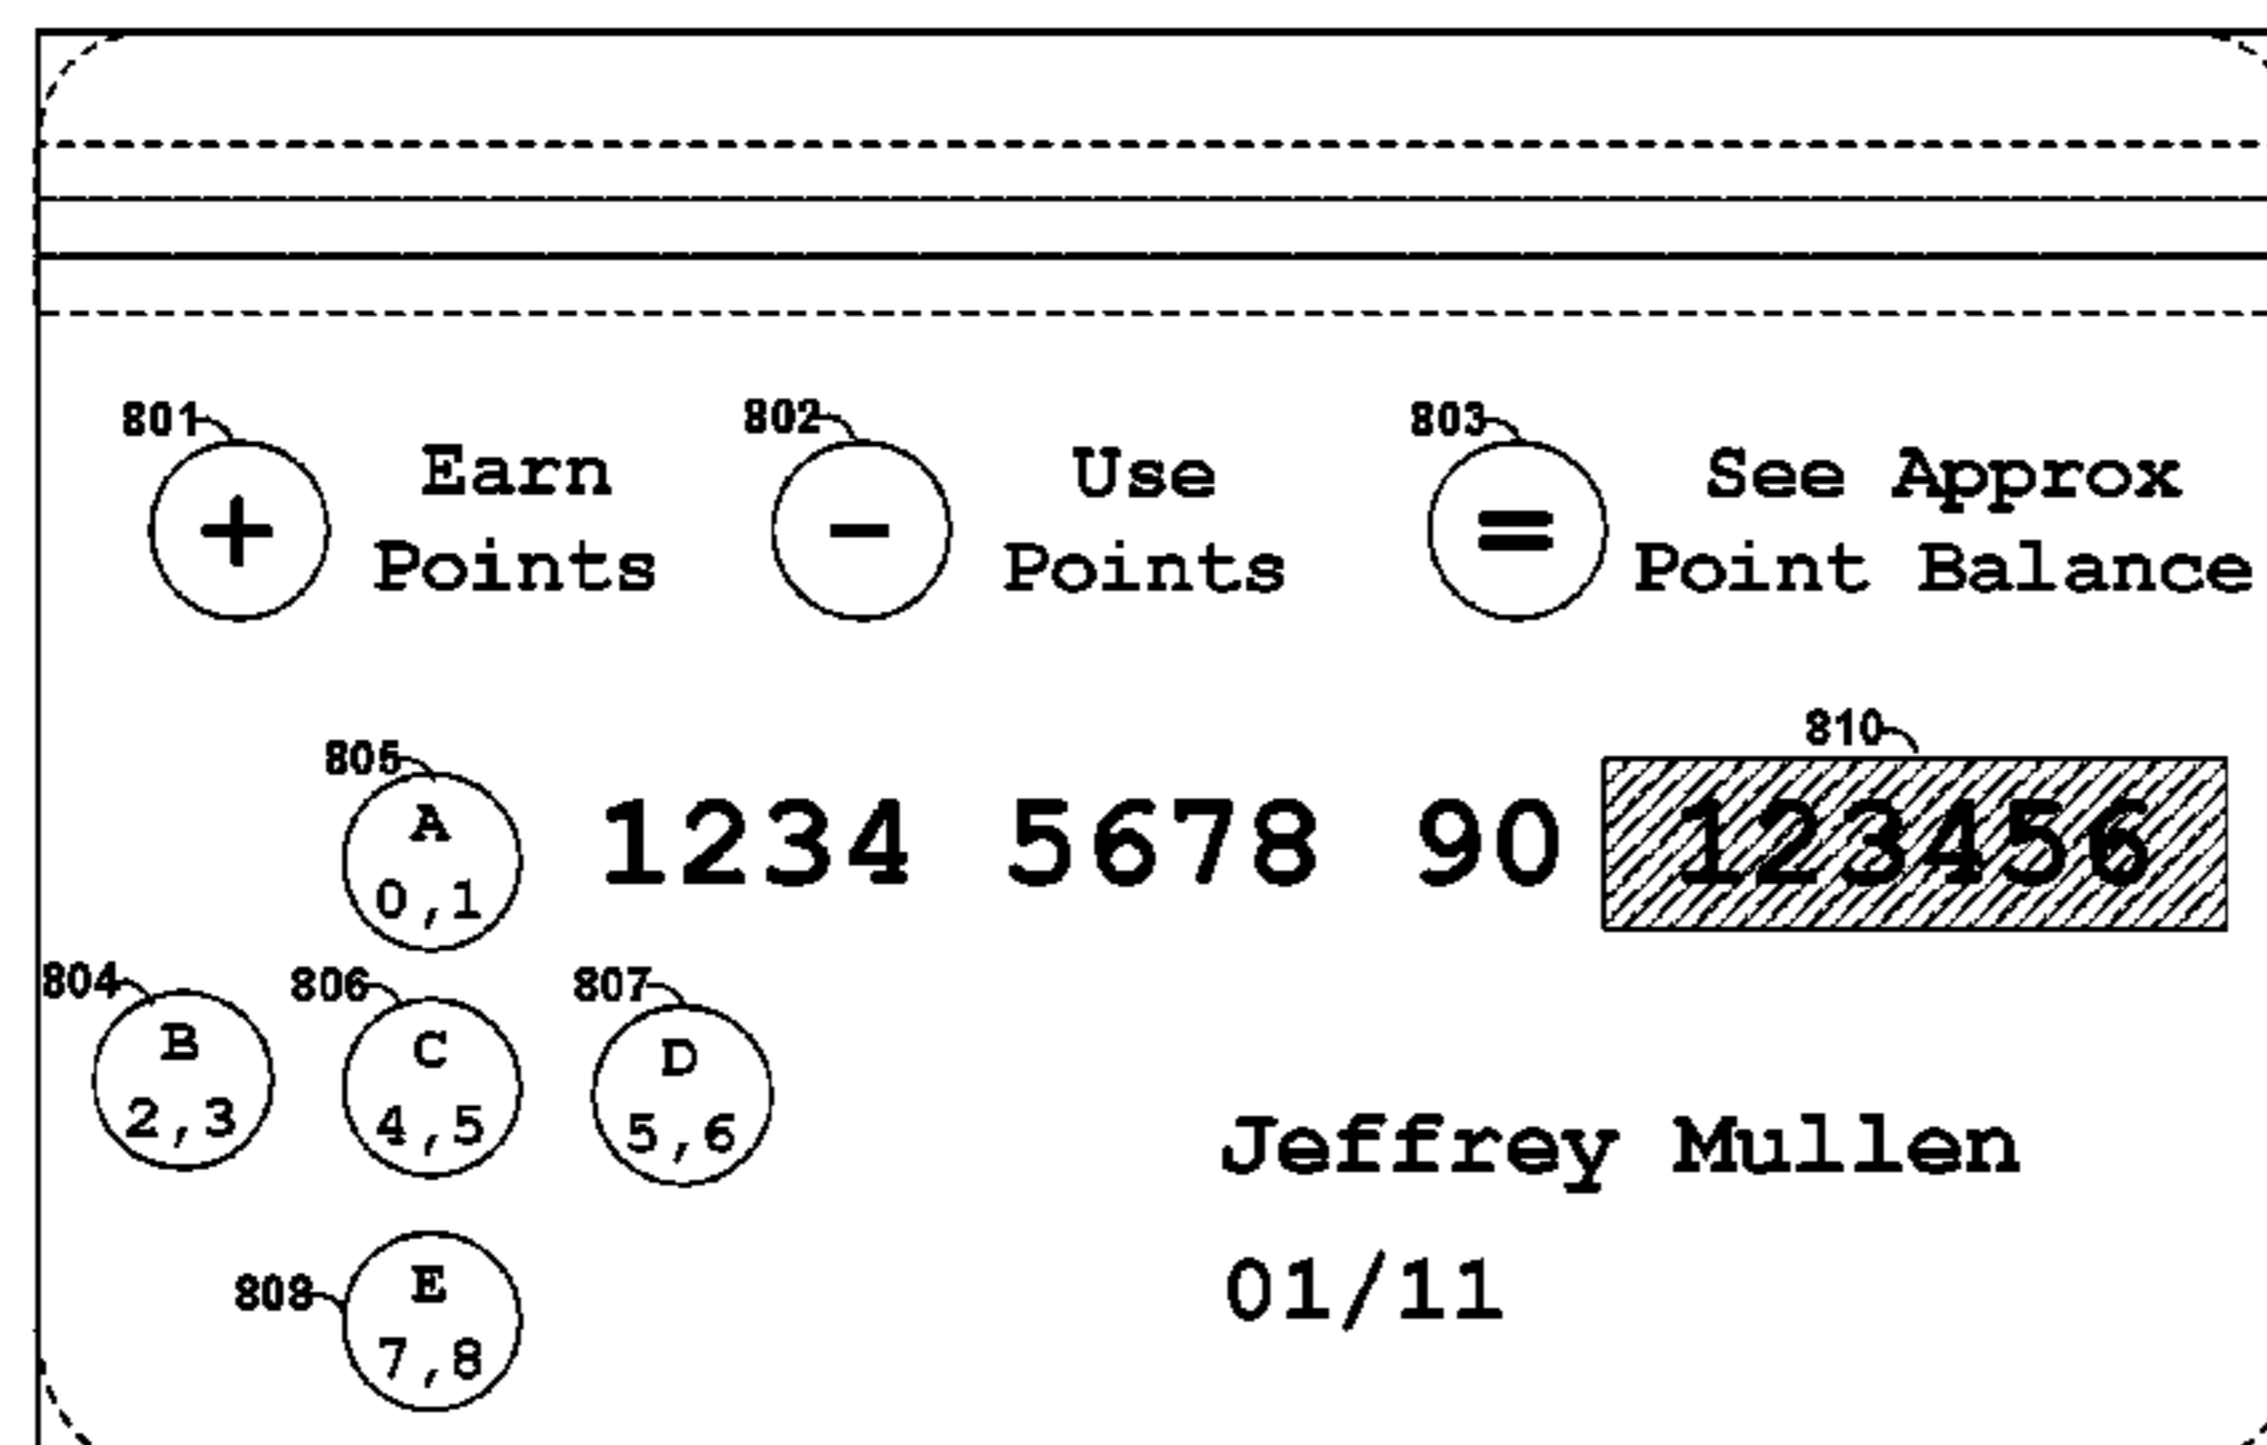 801 802 803
+ Earn Points - Use Points = See Approx Point Balance
810
805
A
0,1
1234 5678 90 123456
804 806 807
B
2,3
C
4,5
D
5,6
Jeffrey Mullen
808
E
7,8
01/11